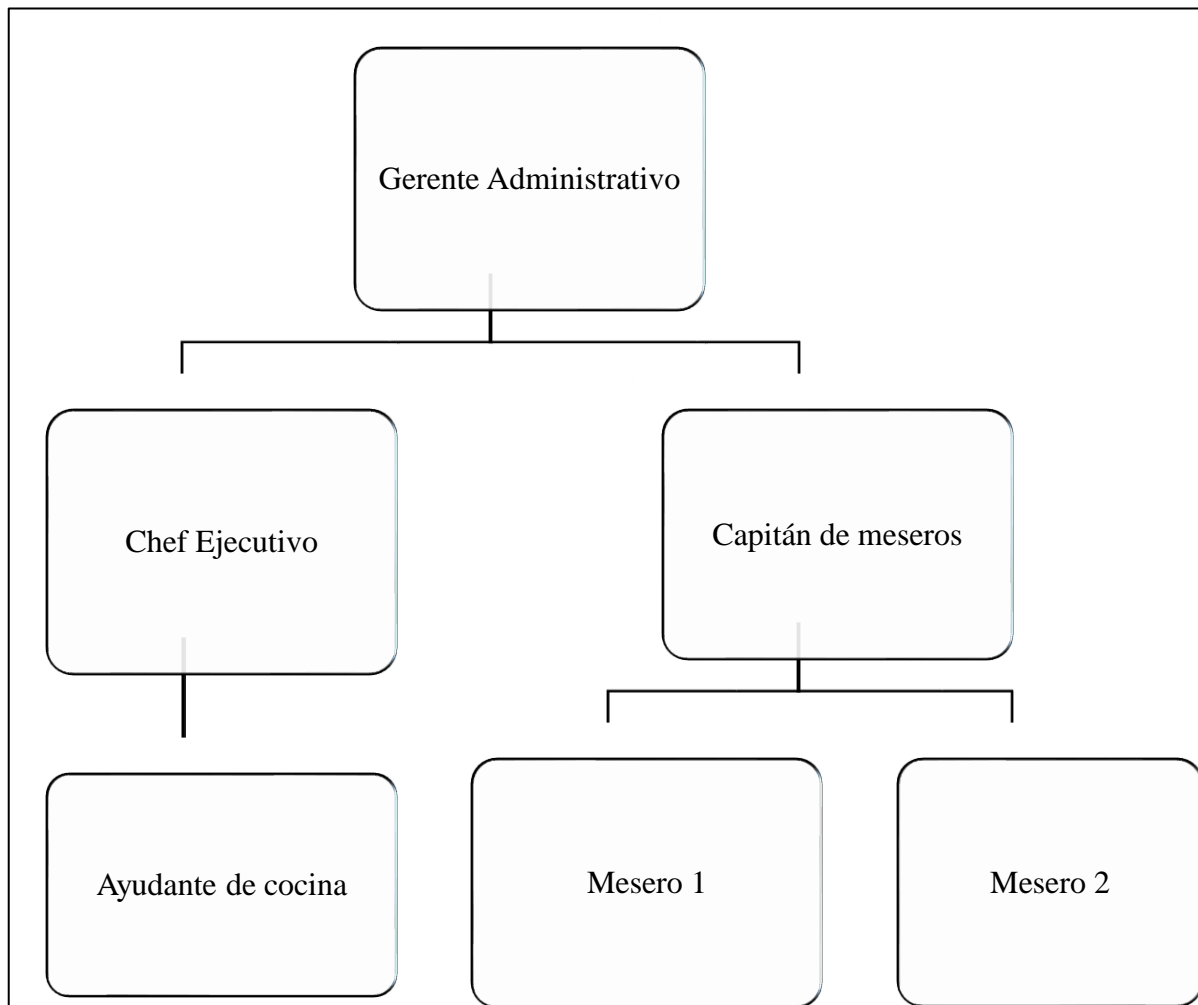 Gerente Administrativo
Chef Ejecutivo
Capitán de meseros
Ayudante de cocina
Mesero 1
Mesero 2